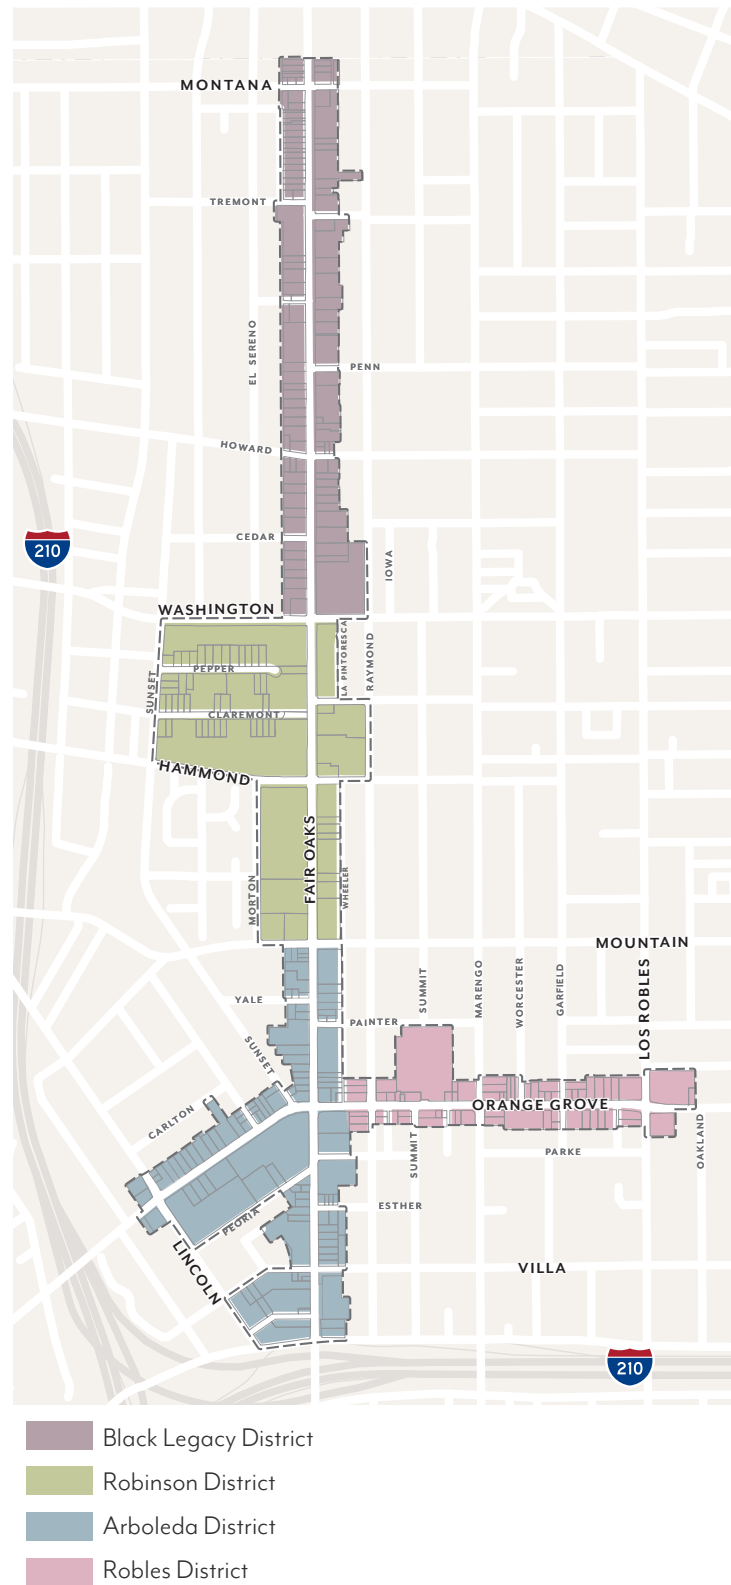 MONTANA
TREMONT
EL SERENO
PENN
HOWARD
CEDAR
210
IOWA
WASHINGTON
LA PINTORESCA
RAYMOND
PEPPER
SUNSET
CLAREMONT
HAMMOND
FAIR OAKS
MORTON
WHEELER
MOUNTAIN
SUMMIT
MARENGO
WORCESTER
GARFIELD
LOS ROBLES
YALE
PAINTER
SUNSET
ORANGE GROVE
CARLTON
SUMMIT
PARKE
OAKLAND
PEORIA
ESTHER
LINCOLN
VILLA
210
Black Legacy District
Robinson District
Arboleda District
Robles District